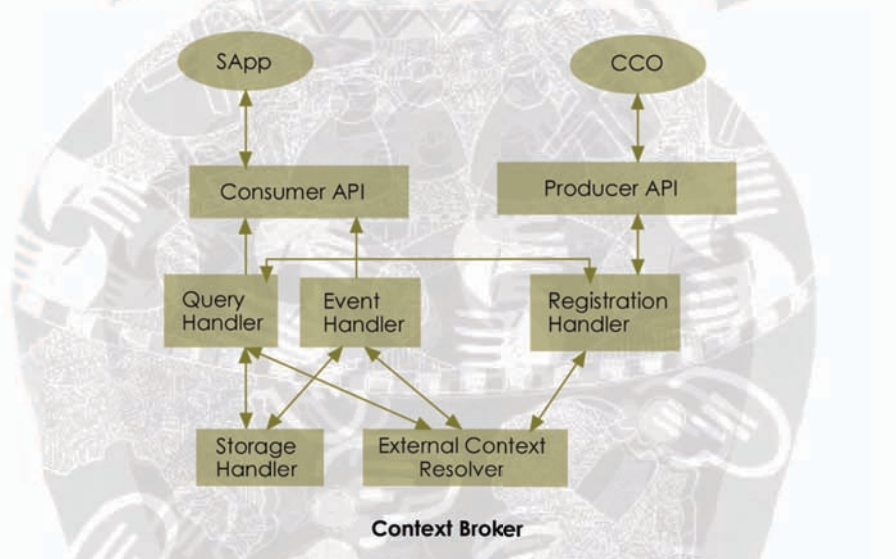 SApp
CCO
Consumer API
Producer API
Query
Handler
Event
Handler
Registration
Handler
Storage
Handler
External Context
Resolver
Context Broker